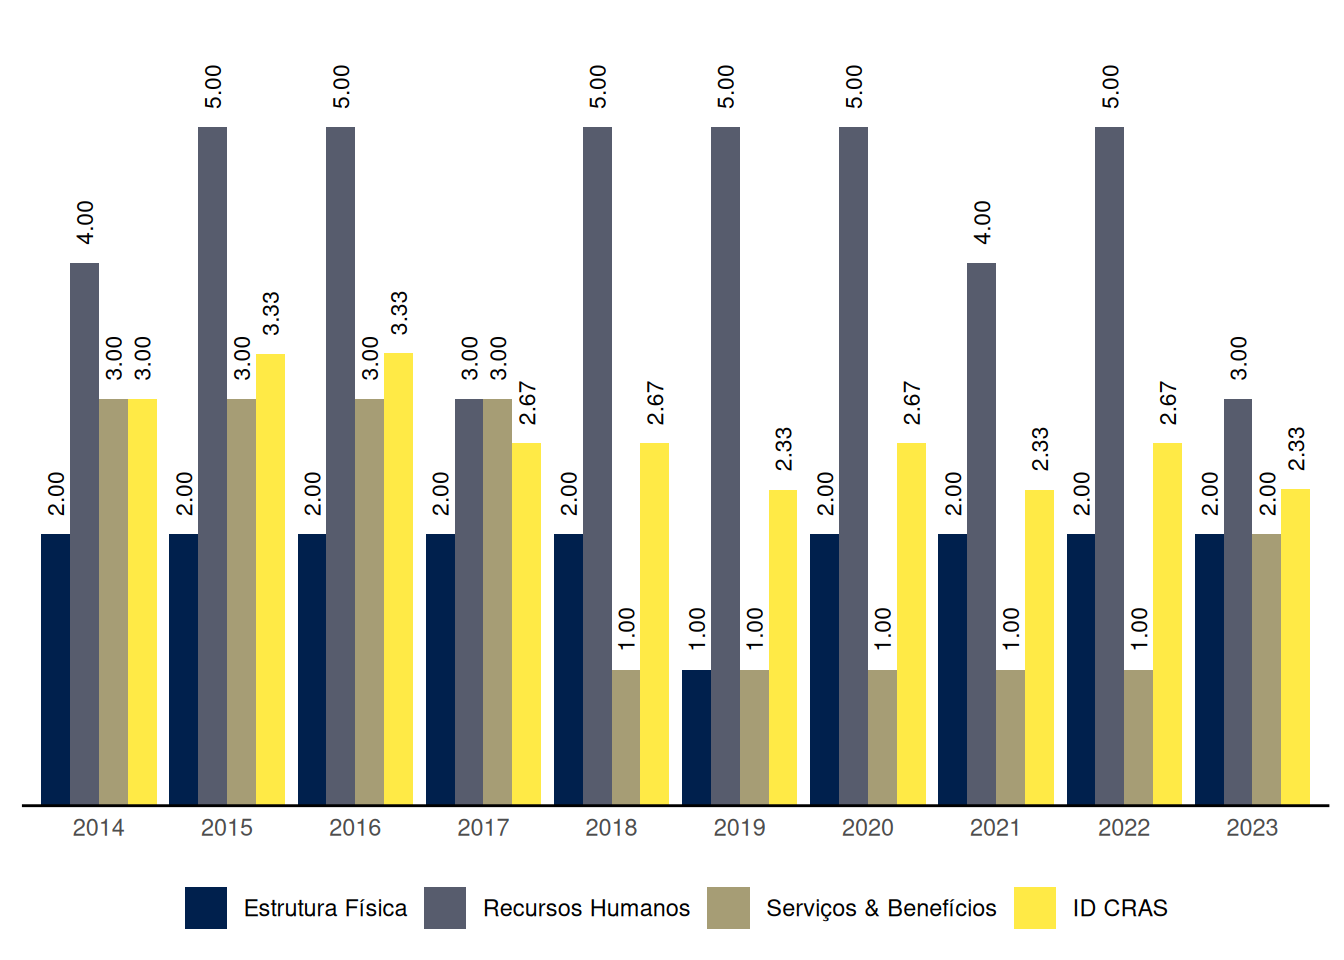 5.00 5.00 5.00 5.00 5.00 5.00
4.00 4.00
3.33 3.33
3.00 3.00 3.00 3.00 3.00 3.00 3.00
2.67 2.67 2.67 2.67
2.33 2.33 2.33
2.00 2.00 2.00 2.00 2.00 2.00 2.00 2.00 2.00 2.00
1.00 1.00 1.00 1.00 1.00 1.00
2014 2015 2016 2017 2018 2019 2020 2021 2022 2023
Estrutura Física Recursos Humanos Serviços & Benefícios ID CRAS